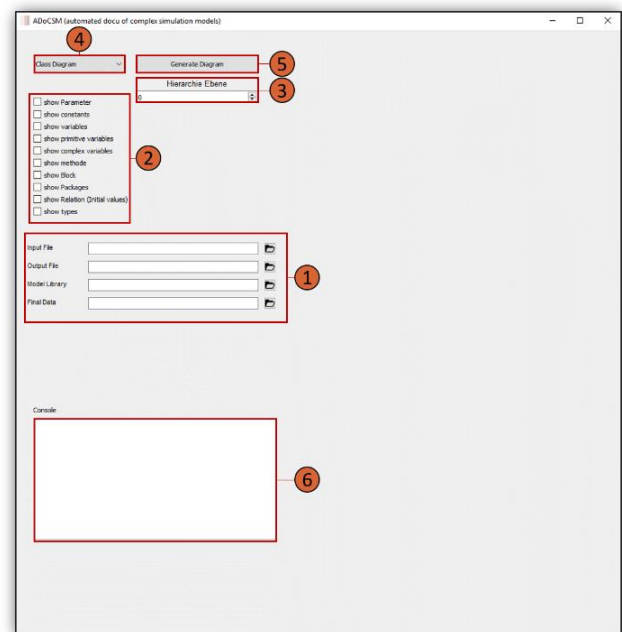 ADoCSM (automated docu of complex simulation models)
4
Class Diagram
Generate Diagram
5
Hierarchie Ebene
0
3
show Parameter
show constants
show variables
show primitive variables
show complex variables
show methode
show Block
show Packages
show Relation (Initial values)
show types
2
Input File
Output File
Model Library
Final Data
1
Console
6